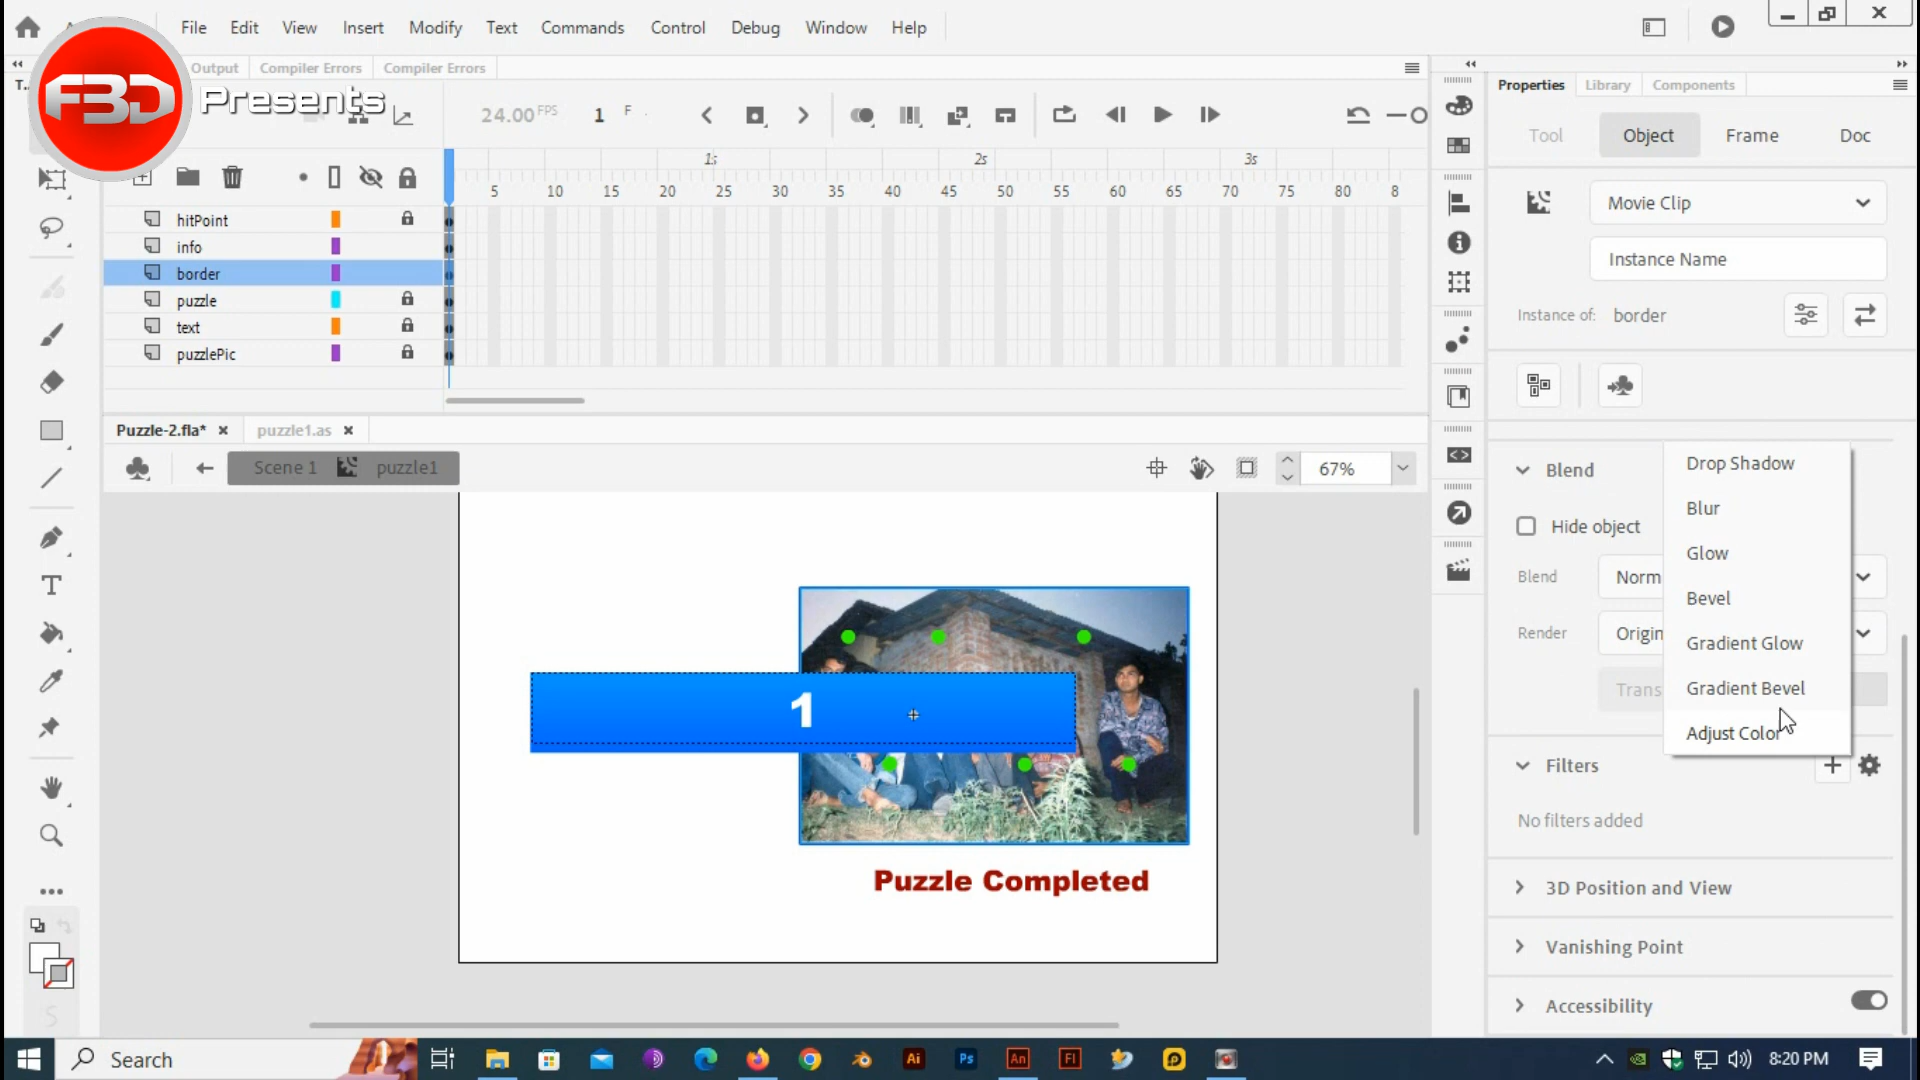 File Edit View Insert Modify Text Commands Control Debug Window Help
F3D Presents
T... Output Compiler Errors Compiler Errors
24.00 FPS 1 F
1s 2s 3s
5 10 15 20 25 30 35 40 45 50 55 60 65 70 75 80 8
hitPoint
info
border
puzzle
text
puzzlePic
Puzzle-2.fla* puzzle1.as
Scene 1 puzzle1 67%
1
Puzzle Completed
Properties Library Components
Tool Object Frame Doc
Movie Clip
Instance Name
Instance of: border
Blend
Hide object
Blend Norm
Render Origin
Trans
Drop Shadow
Blur
Glow
Bevel
Gradient Glow
Gradient Bevel
Adjust Color
Filters
No filters added
3D Position and View
Vanishing Point
Accessibility
Search
Ai Ps An Fl
8:20 PM